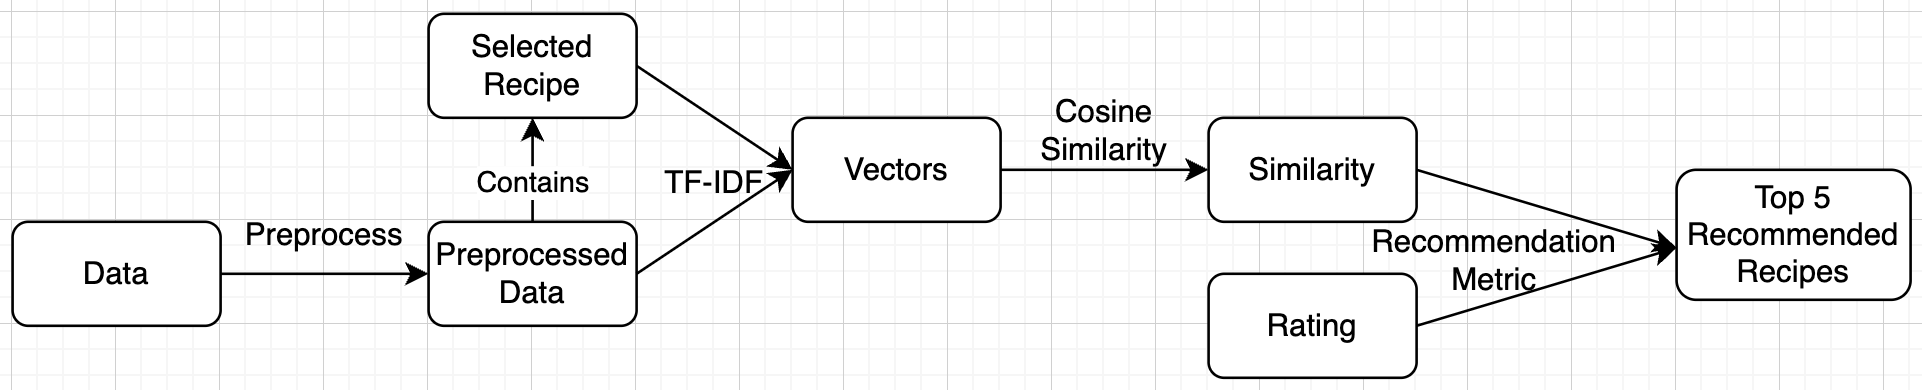 Selected
Recipe
Contains
Data
Preprocess
Preprocessed
Data
TF-IDF
Vectors
Cosine
Similarity
Similarity
Rating
Recommendation
Metric
Top 5
Recommended
Recipes